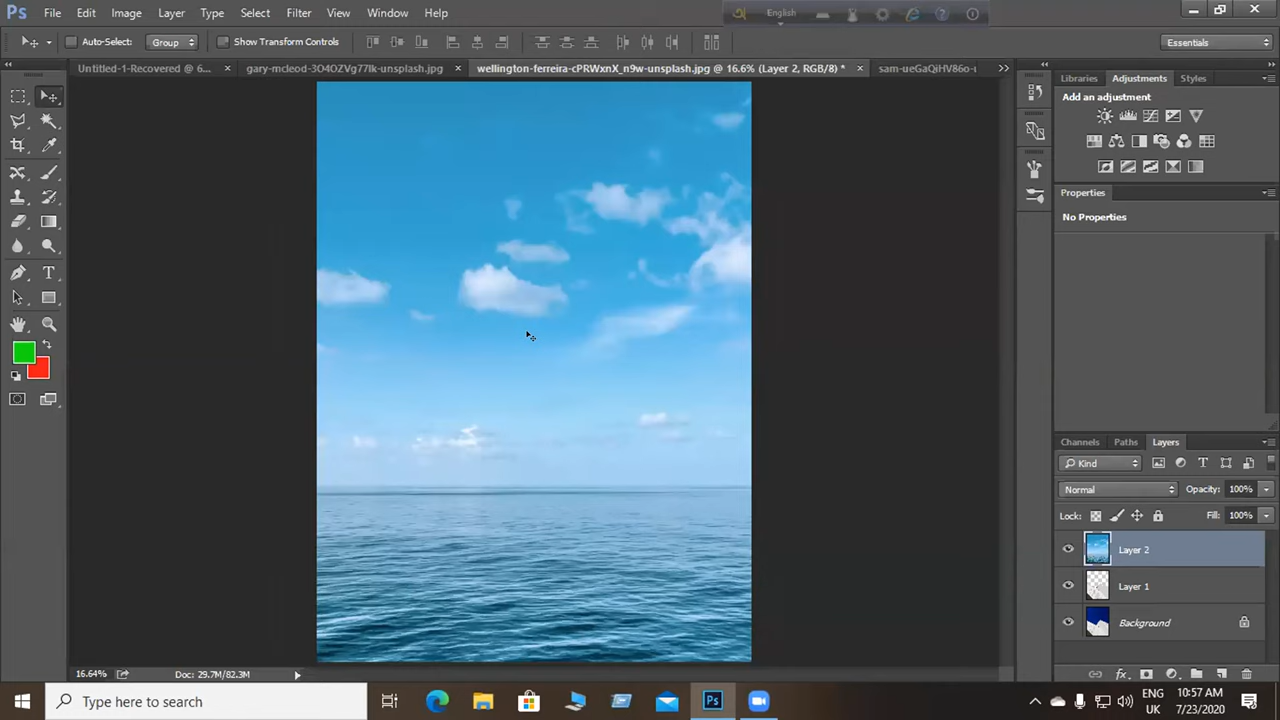 Ps File Edit Image Layer Type Select Filter 3D View Window Help
English
Auto-Select: Group Show Transform Controls Essentials
Untitled-1-Recovered @ 6... × gary-mcleod-3O4OZVg77Ik-unsplash.jpg × wellington-ferreira-cPRWxnX_n9w-unsplash.jpg @ 16.6% (Layer 2, RGB/8) * × sam-ueGaQiHV86o-i
Libraries Adjustments Styles
Add an adjustment
Properties
No Properties
Channels Paths Layers
Kind
Normal Opacity: 100%
Lock: Fill: 100%
Layer 2
Layer 1
Background
16.64% Doc: 29.7M/82.3M
Type here to search
ENG 10:57 AM
UK 7/23/2020